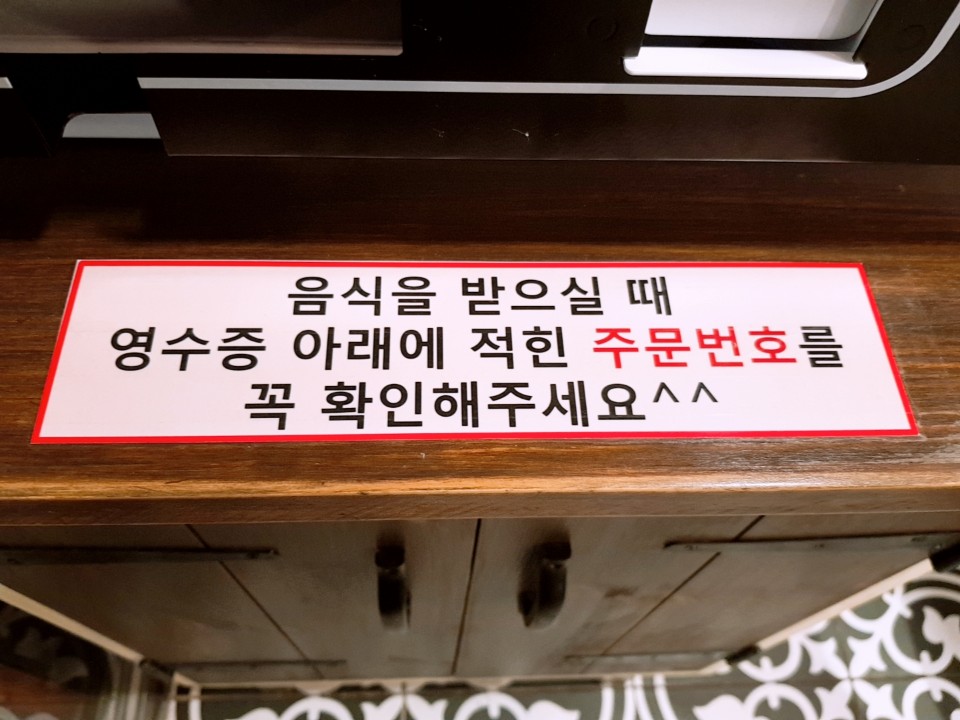 음식을 받으실 때
영수증 아래에 적힌 주문번호를
꼭 확인해주세요^^